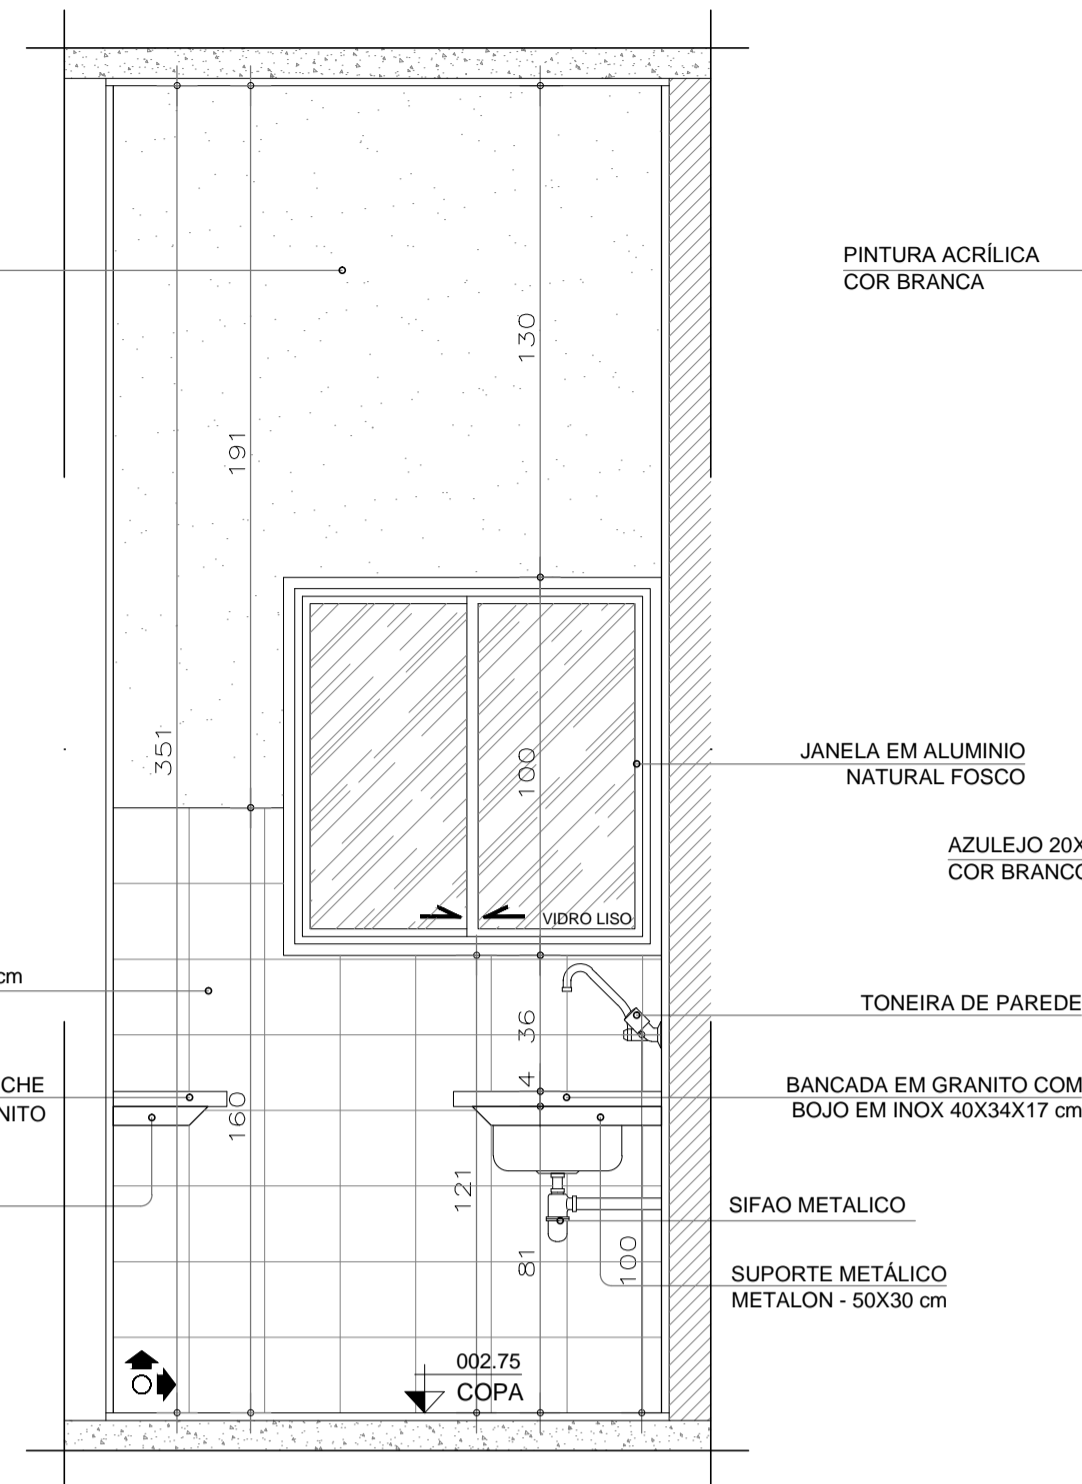 PINTURA ACRÍLICA
COR BRANCA
130
191
351
100
JANELA EM ALUMINIO
NATURAL FOSCO
AZULEJO 20X
COR BRANCO
VIDRO LISO
cm
36
TONEIRA DE PAREDE
4
CHE
NITO
160
BANCADA EM GRANITO COM
BOJO EM INOX 40X34X17 cm
121
SIFAO METALICO
81
100
SUPORTE METÁLICO
METALON - 50X30 cm
002.75
COPA